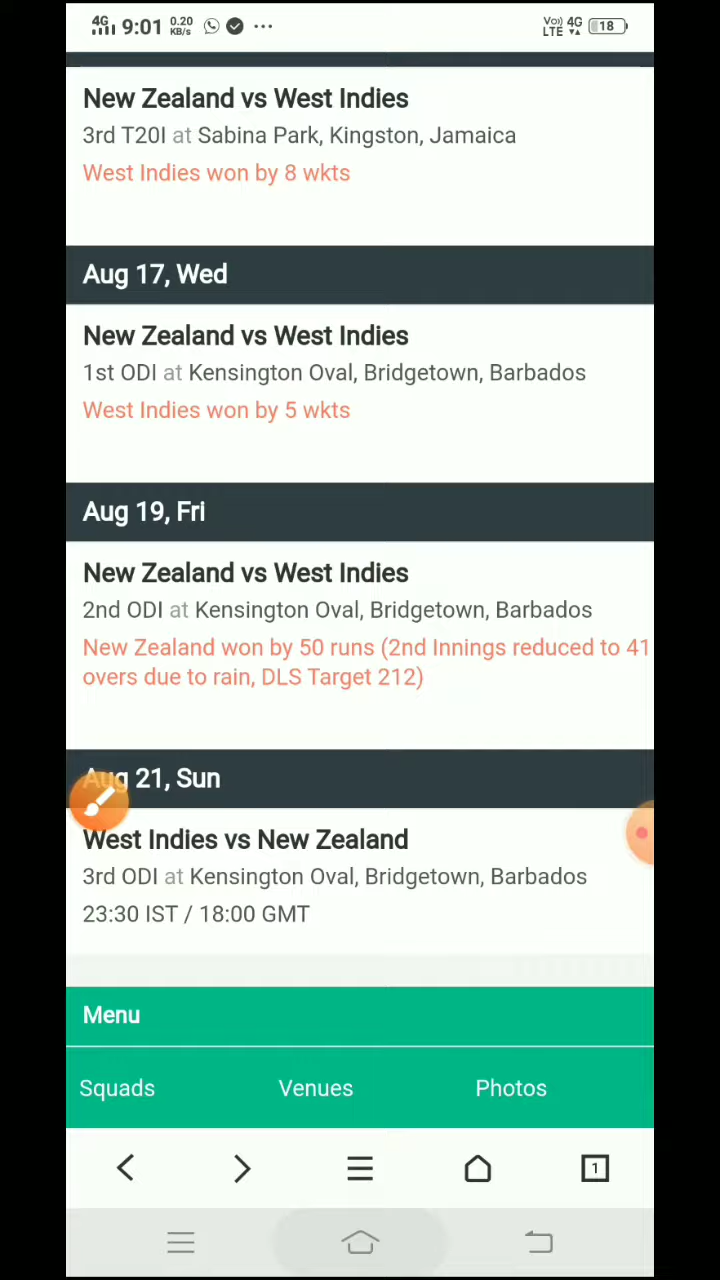 4G 9:01 0.20 KB/s ... Vo) LTE 4G 18
New Zealand vs West Indies
3rd T20I at Sabina Park, Kingston, Jamaica
West Indies won by 8 wkts
Aug 17, Wed
New Zealand vs West Indies
1st ODI at Kensington Oval, Bridgetown, Barbados
West Indies won by 5 wkts
Aug 19, Fri
New Zealand vs West Indies
2nd ODI at Kensington Oval, Bridgetown, Barbados
New Zealand won by 50 runs (2nd Innings reduced to 41
overs due to rain, DLS Target 212)
Aug 21, Sun
West Indies vs New Zealand
3rd ODI at Kensington Oval, Bridgetown, Barbados
23:30 IST / 18:00 GMT
Menu
Squads Venues Photos
1